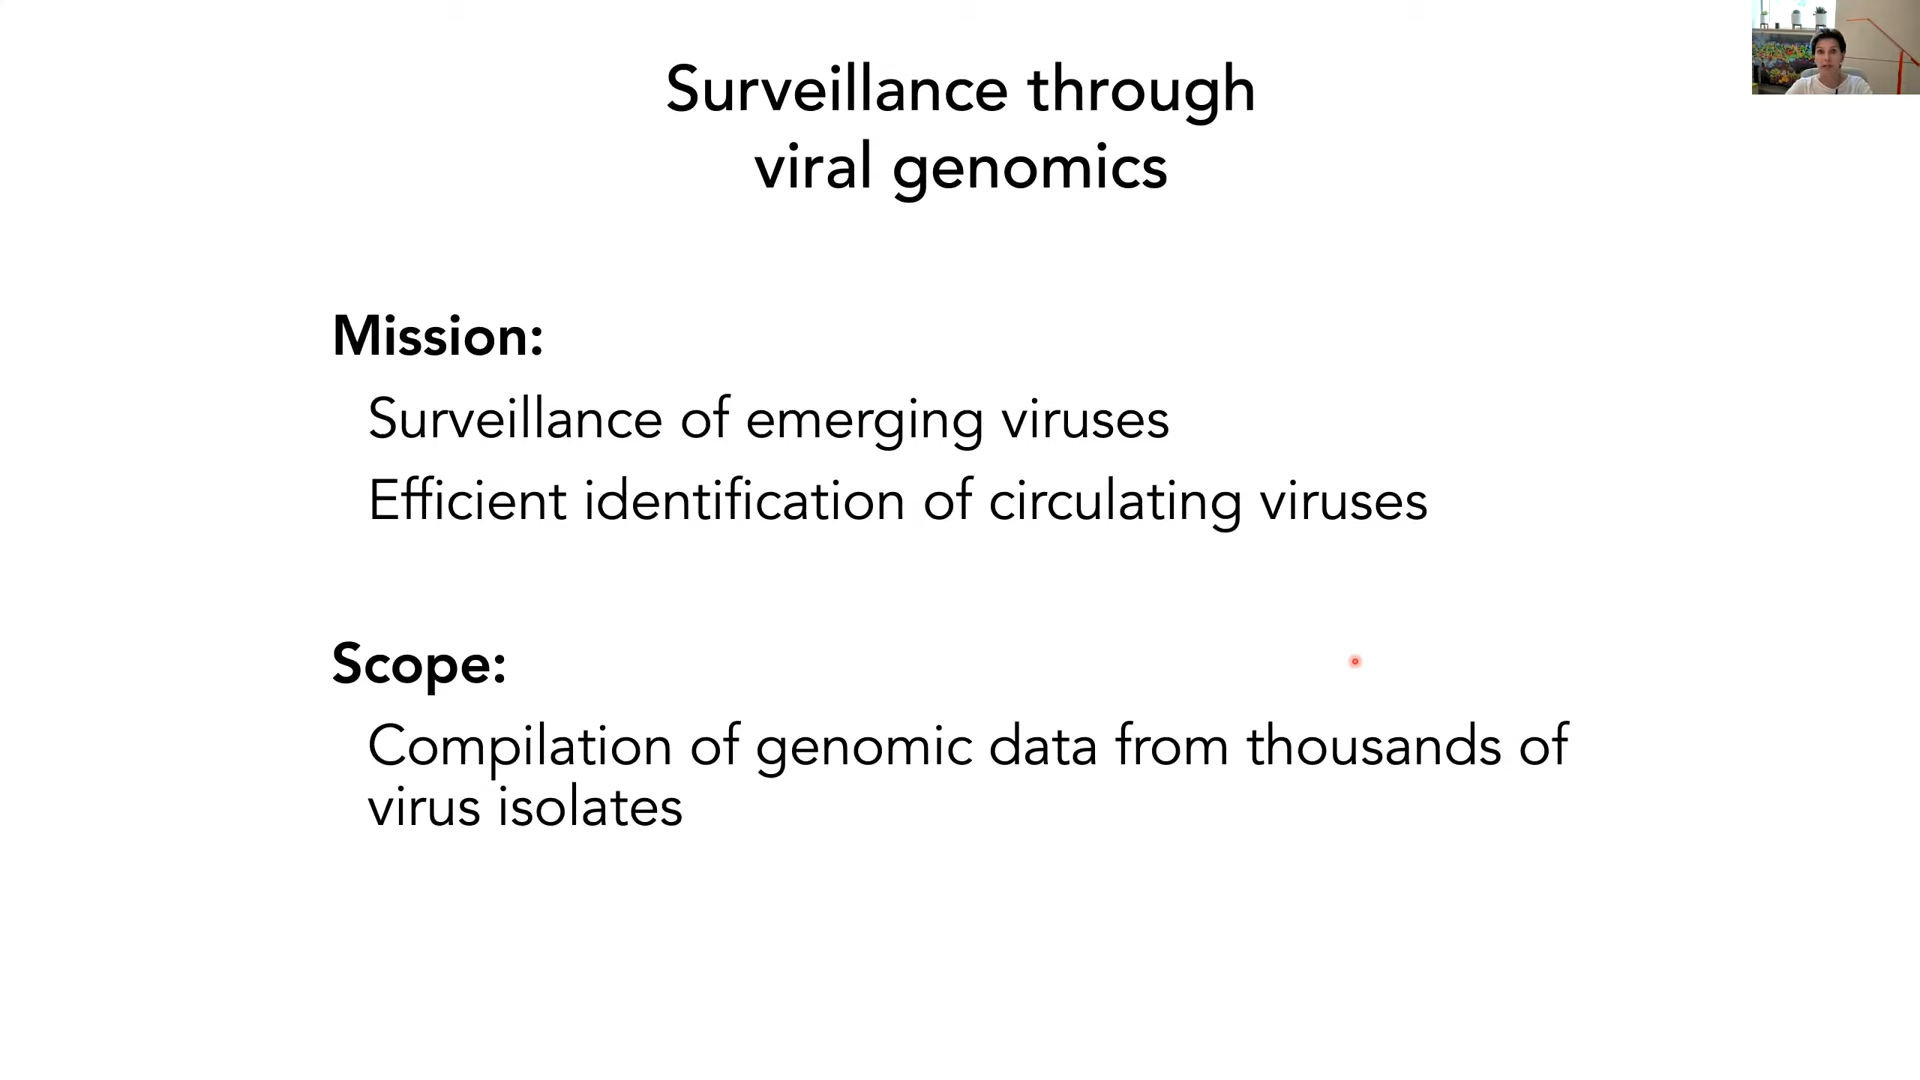 Surveillance through
viral genomics
Mission:
Surveillance of emerging viruses
Efficient identification of circulating viruses
Scope:
Compilation of genomic data from thousands of
virus isolates